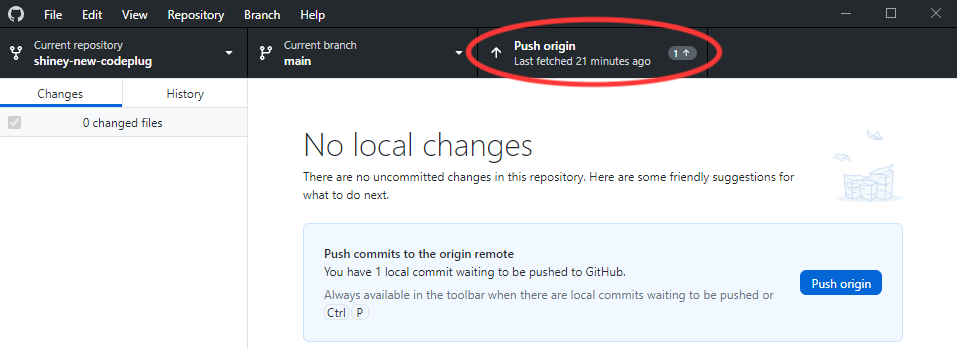 File Edit View Repository Branch Help
Current repository
shiney-new-codeplug
Current branch
main
Push origin
Last fetched 21 minutes ago
1
Changes History
0 changed files
No local changes
There are no uncommitted changes in this repository. Here are some friendly suggestions for
what to do next.
Push commits to the origin remote
You have 1 local commit waiting to be pushed to GitHub.
Always available in the toolbar when there are local commits waiting to be pushed or
Ctrl P
Push origin